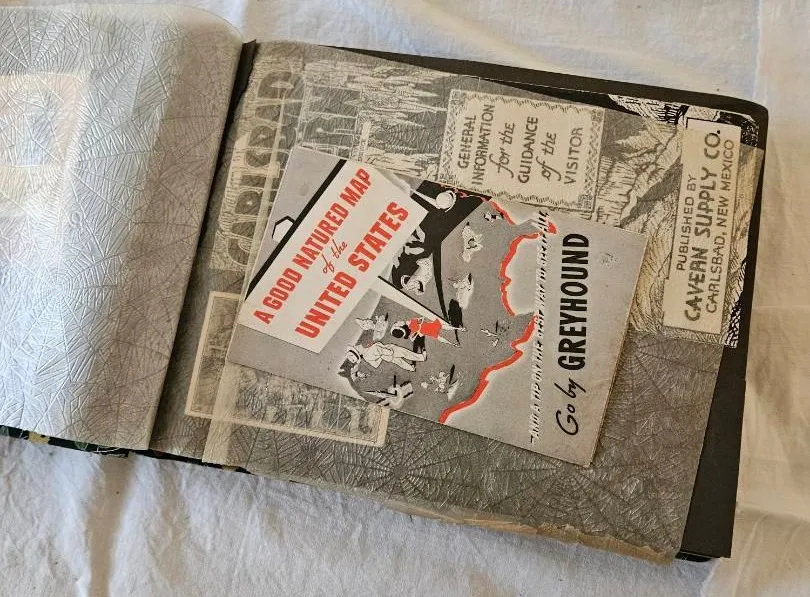 CARLSBAD
CAVERN
GENERAL
INFORMATION
for the
GUIDANCE
of the
VISITOR
PUBLISHED BY
CAVERN SUPPLY CO.
CARLSBAD, NEW MEXICO
A GOOD NATURED MAP
of the
UNITED STATES
Go by GREYHOUND